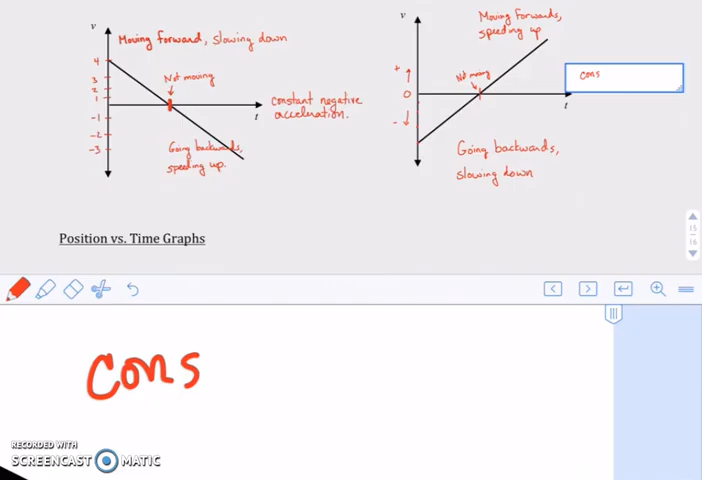 v
Moving forward, slowing down
4
3
2
1
-1
-2
-3
Not moving
t
constant negative
acceleration.
Going backwards,
speeding up.
v
Moving forwards,
speeding up
+
0
-
Not moving
t
cons
Going backwards,
slowing down
15
16
Position vs. Time Graphs
cons
RECORDED WITH
SCREENCAST MATIC